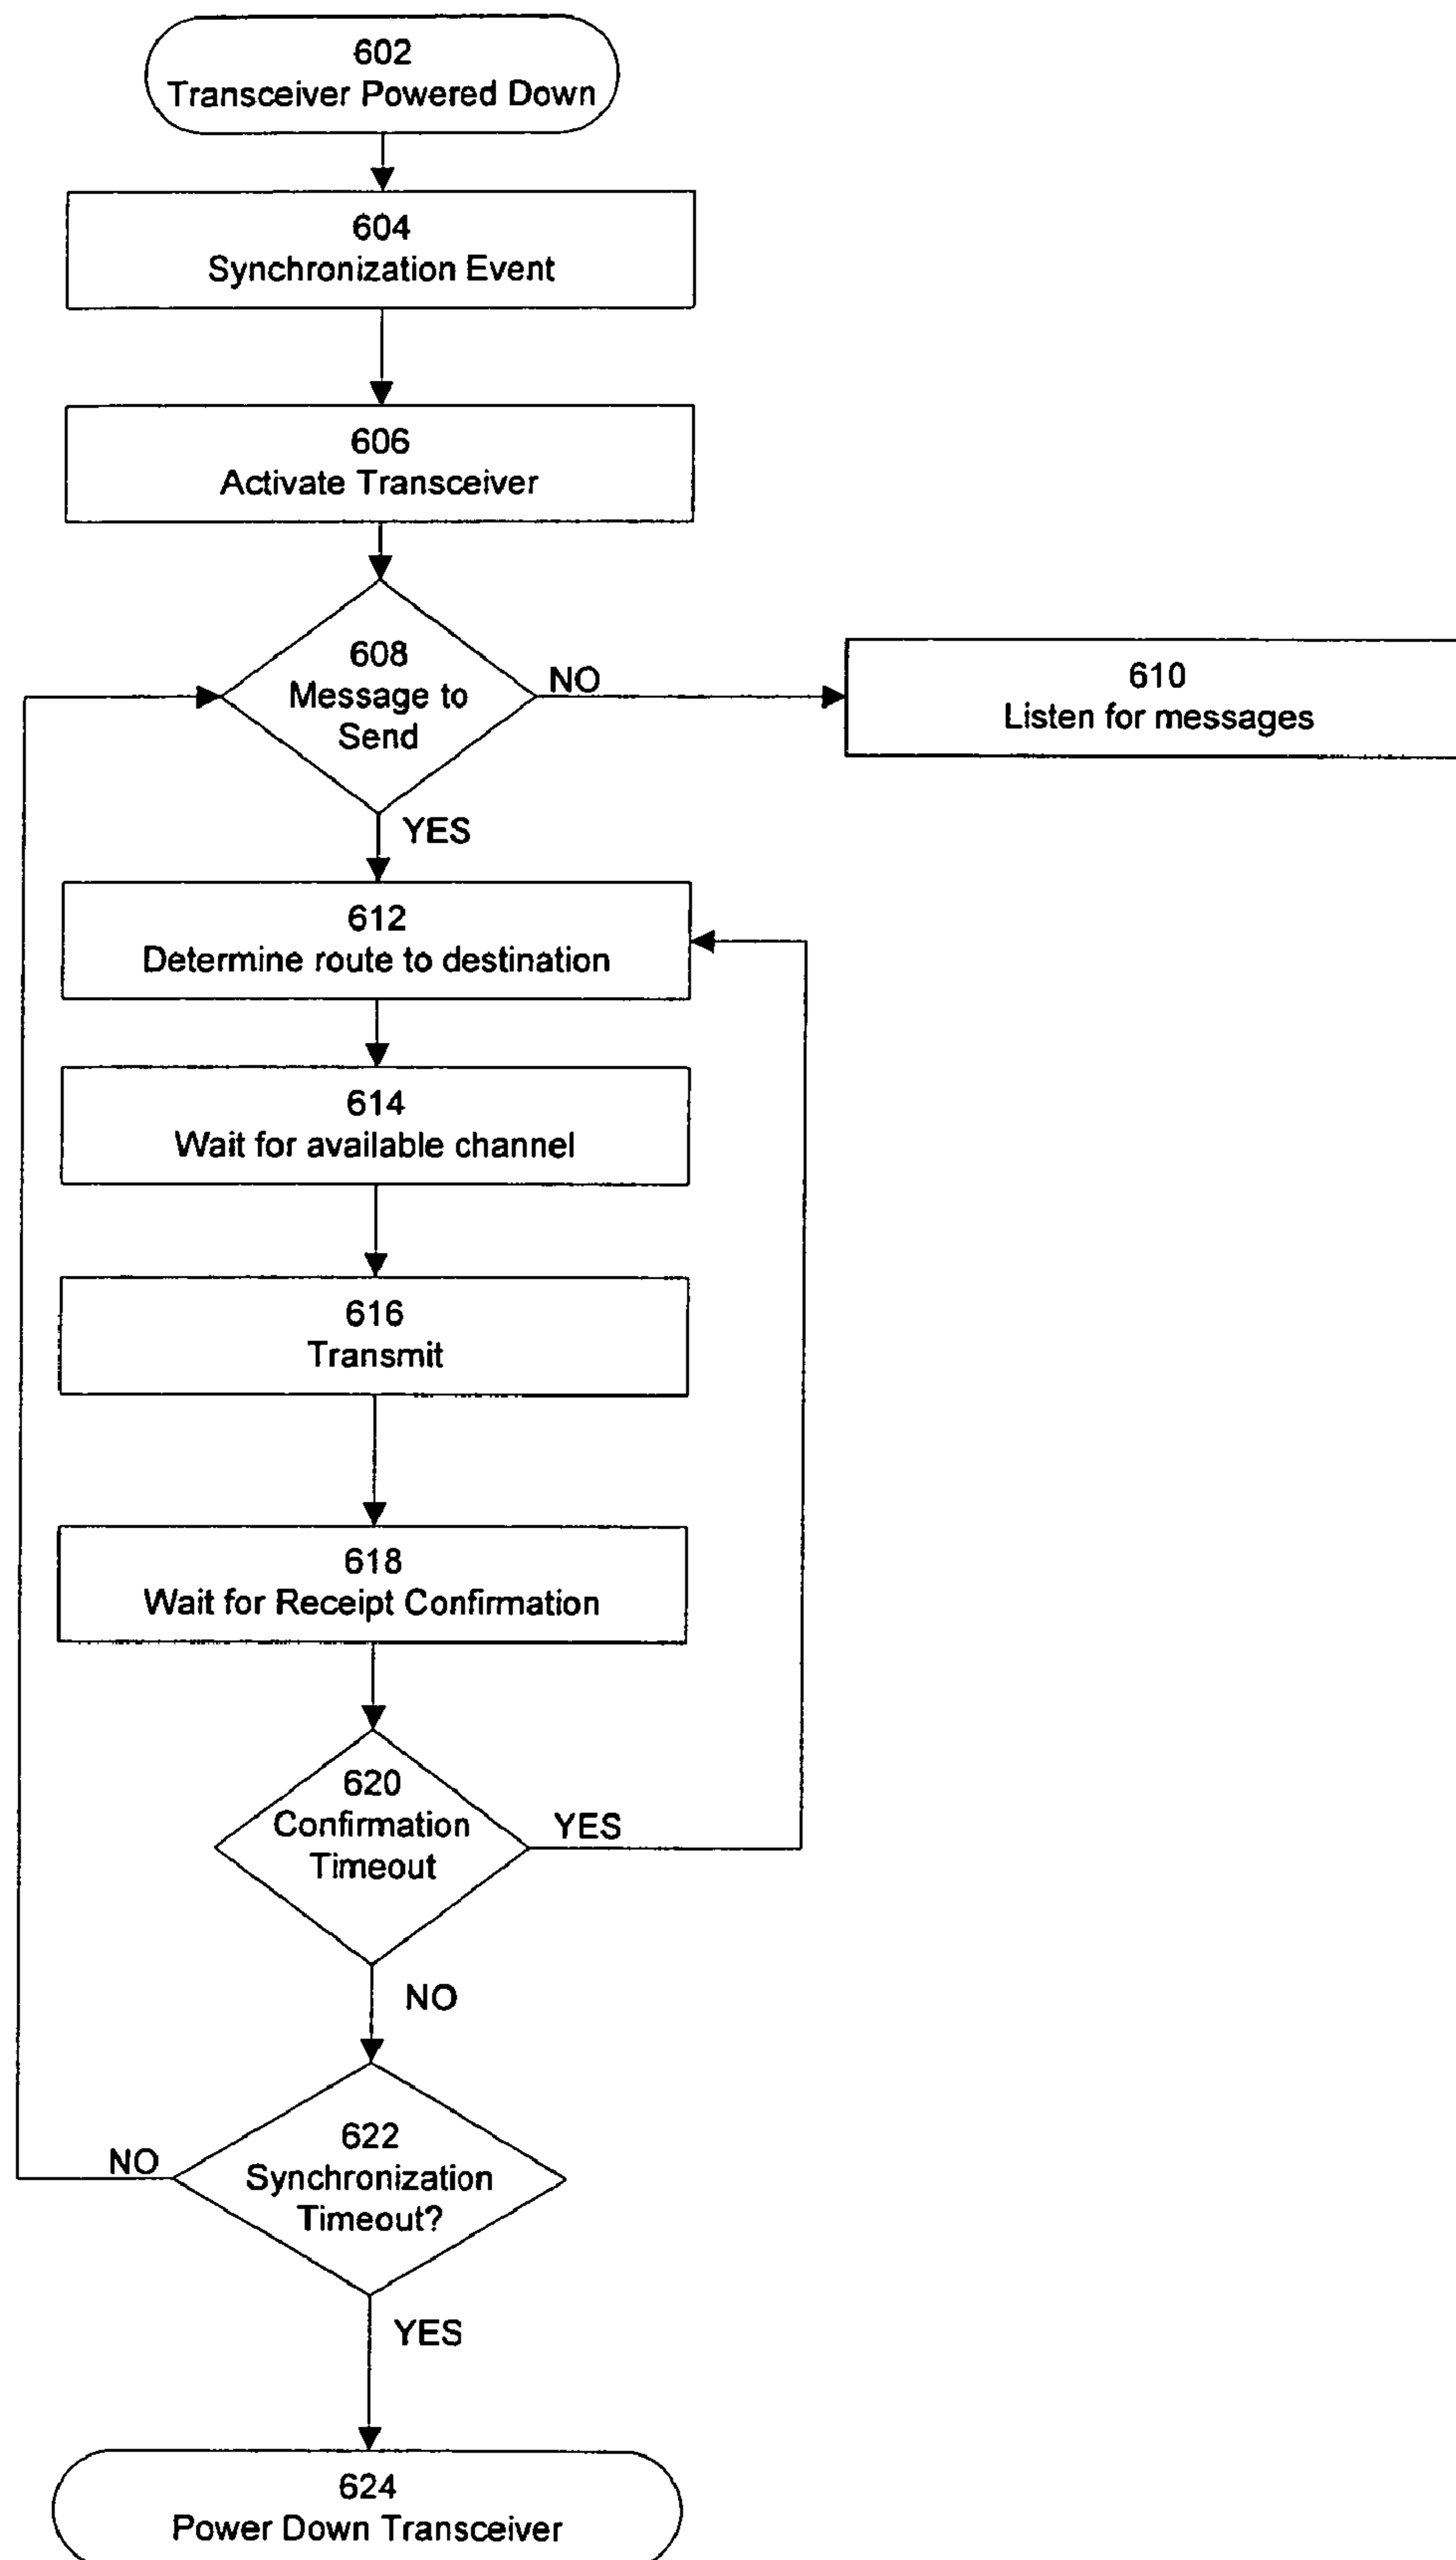 602
Transceiver Powered Down
604
Synchronization Event
606
Activate Transceiver
608
Message to
Send
NO
610
Listen for messages
YES
612
Determine route to destination
614
Wait for available channel
616
Transmit
618
Wait for Receipt Confirmation
620
Confirmation
Timeout
YES
NO
622
Synchronization
Timeout?
NO
YES
624
Power Down Transceiver